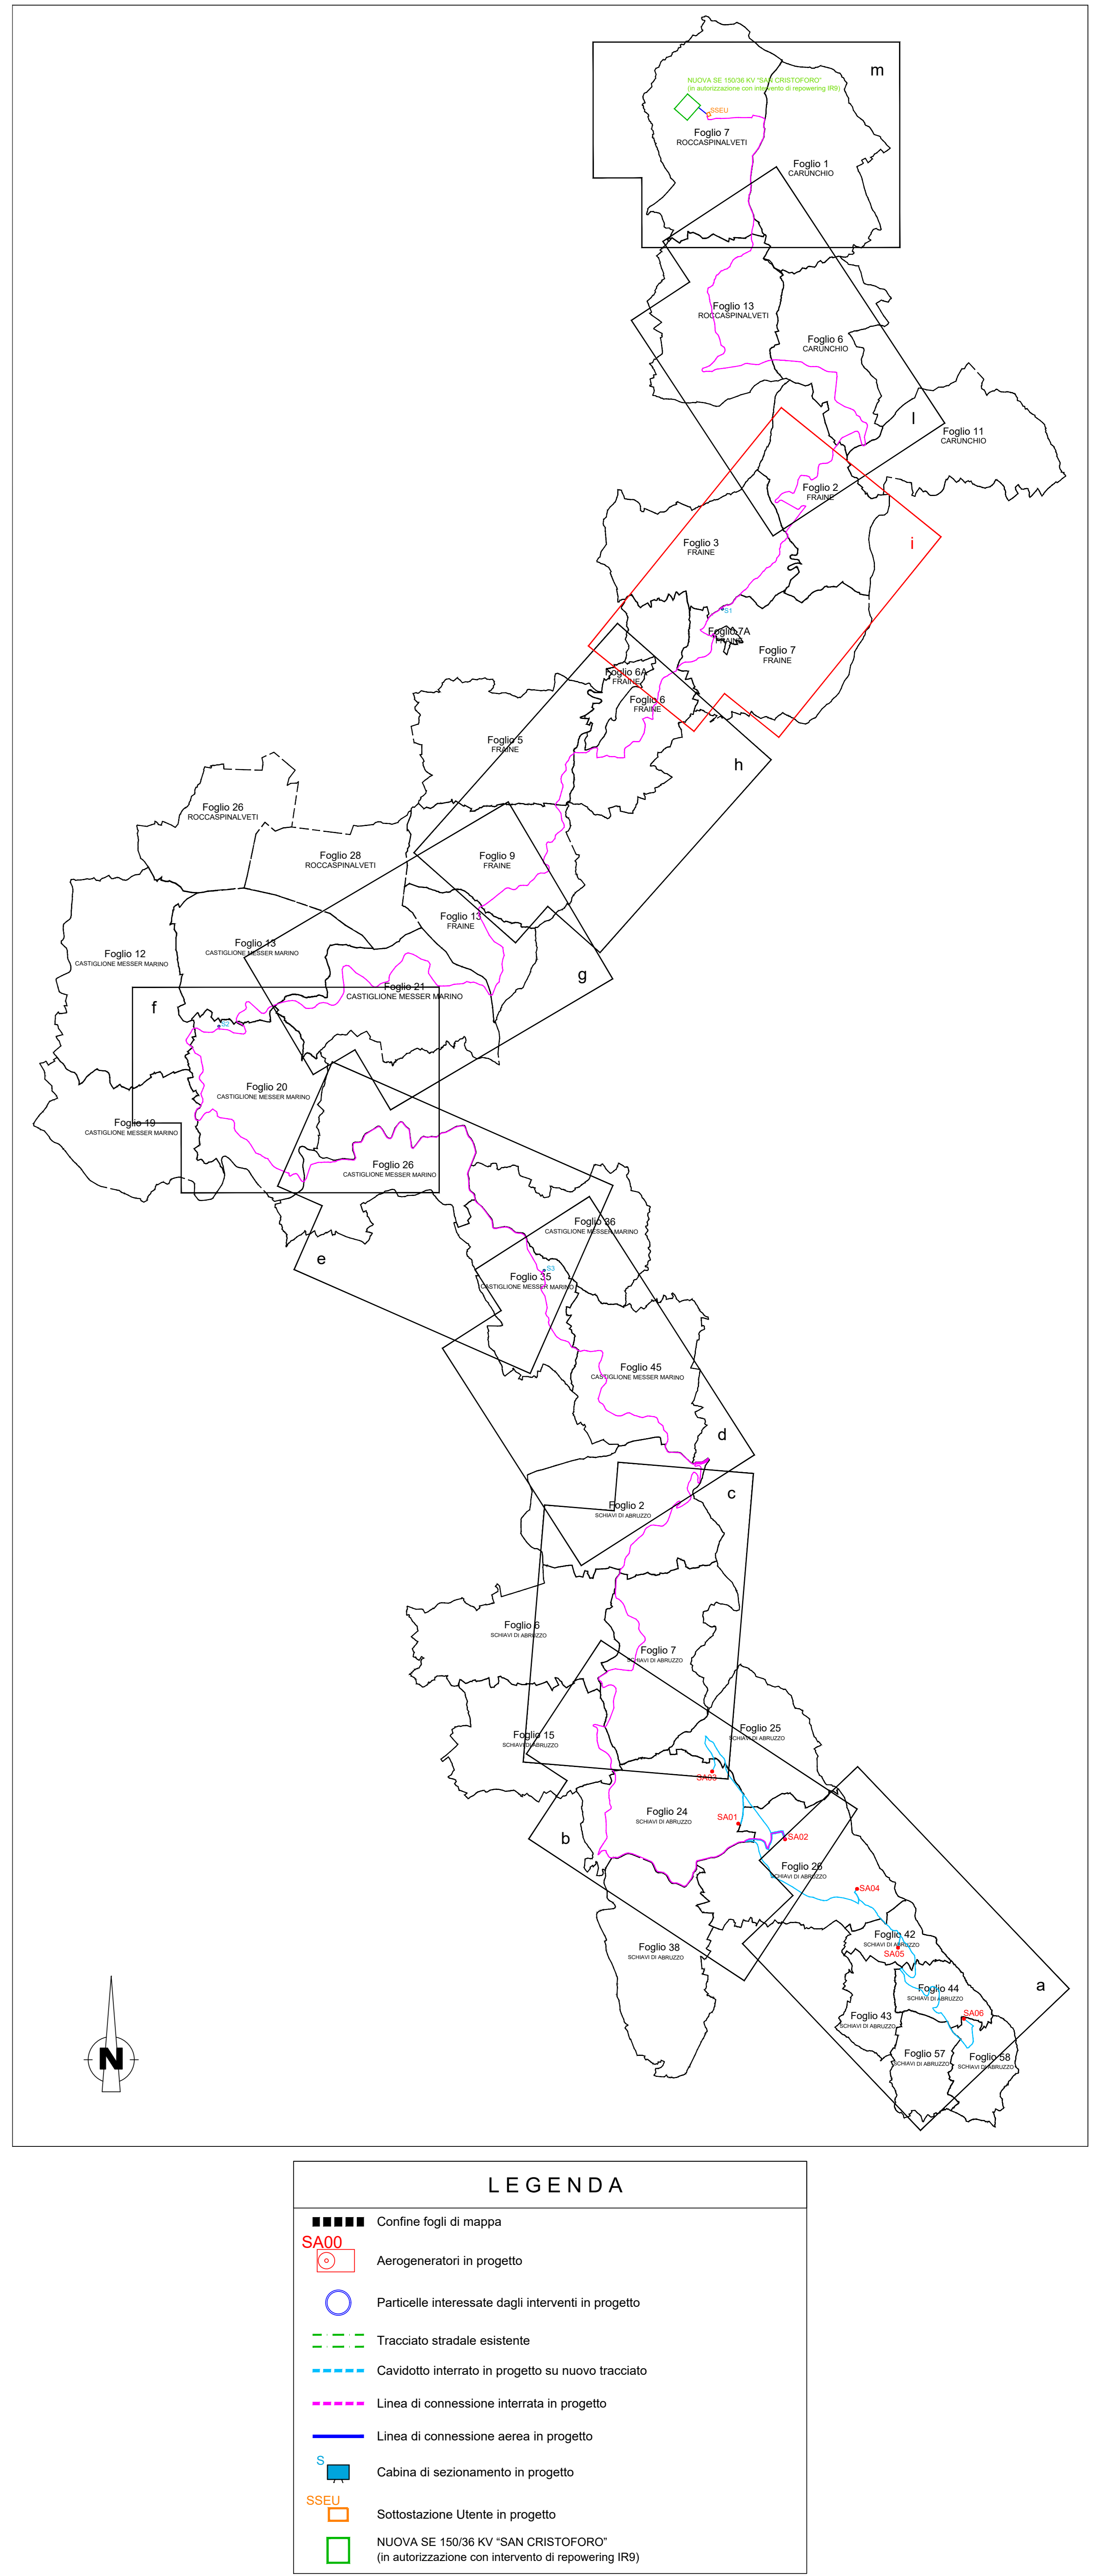 m
NUOVA SE 150/36 KV "SAN CRISTOFORO"
(in autorizzazione con intervento di repowering IR9)
SSEU
Foglio 7
ROCCASPINALVETI
Foglio 1
CARUNCHIO
Foglio 13
ROCCASPINALVETI
Foglio 6
CARUNCHIO
l
Foglio 11
CARUNCHIO
Foglio 2
FRAINE
i
Foglio 3
FRAINE
S1
Foglio 7A
FRAINE
Foglio 7
FRAINE
Foglio 6A
FRAINE
Foglio 6
FRAINE
Foglio 5
FRAINE
h
Foglio 26
ROCCASPINALVETI
Foglio 28
ROCCASPINALVETI
Foglio 9
FRAINE
Foglio 13
FRAINE
Foglio 13
CASTIGLIONE MESSER MARINO
Foglio 12
CASTIGLIONE MESSER MARINO
g
Foglio 21
CASTIGLIONE MESSER MARINO
f
S2
Foglio 20
CASTIGLIONE MESSER MARINO
Foglio 19
CASTIGLIONE MESSER MARINO
Foglio 26
CASTIGLIONE MESSER MARINO
Foglio 36
CASTIGLIONE MESSER MARINO
e
S3
Foglio 35
CASTIGLIONE MESSER MARINO
Foglio 45
CASTIGLIONE MESSER MARINO
d
c
Foglio 2
SCHIAVI DI ABRUZZO
Foglio 6
SCHIAVI DI ABRUZZO
Foglio 7
SCHIAVI DI ABRUZZO
Foglio 25
SCHIAVI DI ABRUZZO
Foglio 15
SCHIAVI DI ABRUZZO
SA03
Foglio 24
SCHIAVI DI ABRUZZO
SA01
b
SA02
Foglio 26
SCHIAVI DI ABRUZZO
SA04
Foglio 42
SCHIAVI DI ABRUZZO
SA05
Foglio 38
SCHIAVI DI ABRUZZO
a
Foglio 44
SCHIAVI DI ABRUZZO
Foglio 43
SCHIAVI DI ABRUZZO
SA06
Foglio 57
SCHIAVI DI ABRUZZO
Foglio 58
SCHIAVI DI ABRUZZO
N
LEGENDA
Confine fogli di mappa
SA00
Aerogeneratori in progetto
Particelle interessate dagli interventi in progetto
Tracciato stradale esistente
Cavidotto interrato in progetto su nuovo tracciato
Linea di connessione interrata in progetto
Linea di connessione aerea in progetto
S
Cabina di sezionamento in progetto
SSEU
Sottostazione Utente in progetto
NUOVA SE 150/36 KV "SAN CRISTOFORO"
(in autorizzazione con intervento di repowering IR9)